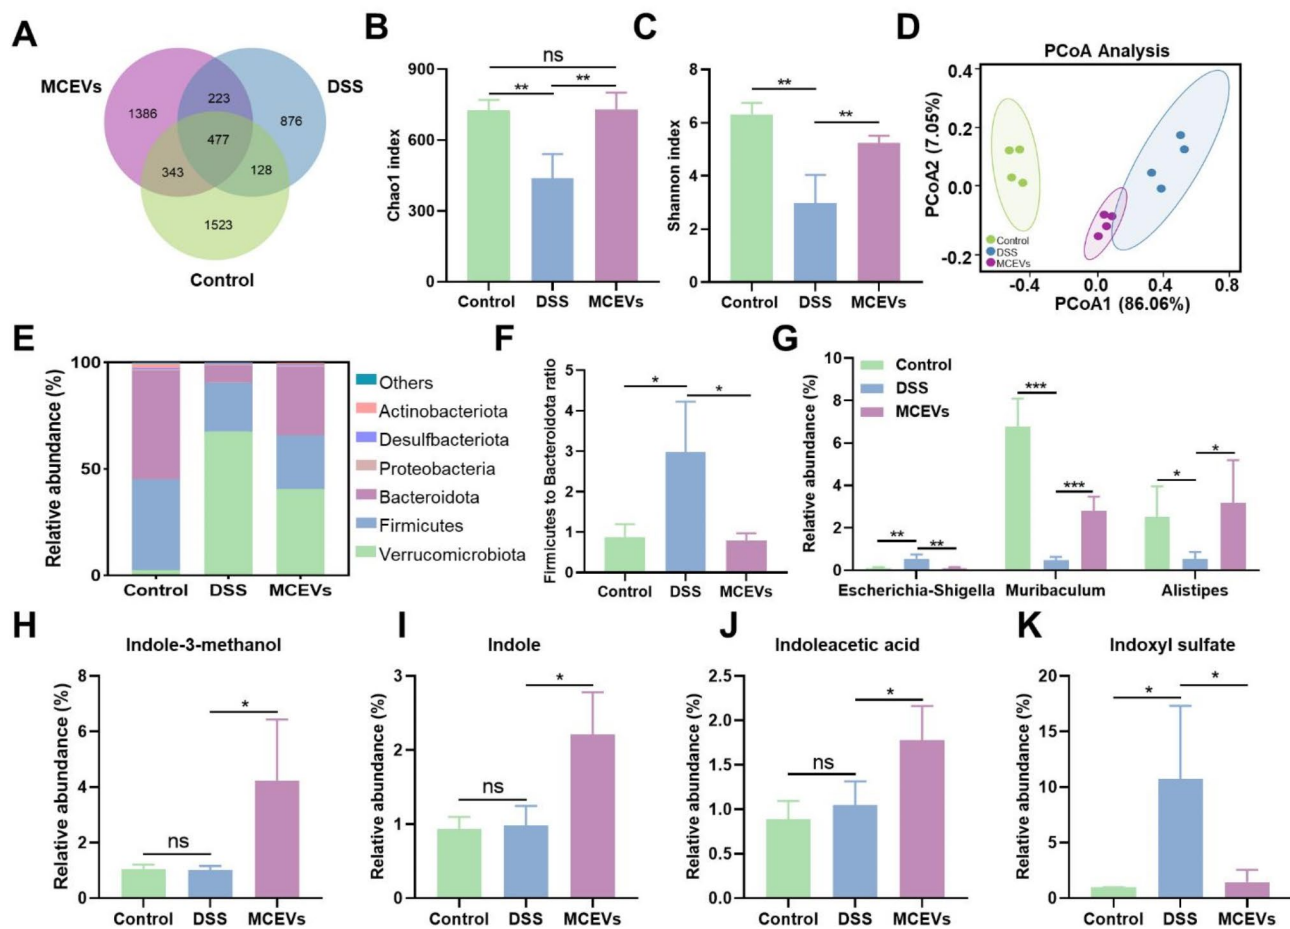 A
MCEVs
DSS
1386
223
876
477
343
128
1523
Control
B
Chao1 index
900
600
300
0
ns
**
**
Control
DSS
MCEVs
C
Shannon index
8
6
4
2
0
**
**
Control
DSS
MCEVs
D
PCoA Analysis
PCoA2 (7.05%)
0.4
0.2
0.0
-0.2
Control
DSS
MCEVs
-0.4
0.0
0.4
0.8
PCoA1 (86.06%)
E
Relative abundance (%)
100
50
0
Control
DSS
MCEVs
Others
Actinobacteriota
Desulfbacteriota
Proteobacteria
Bacteroidota
Firmicutes
Verrucomicrobiota
F
Firmicutes to Bacteroidota ratio
5
4
3
2
1
0
*
*
Control
DSS
MCEVs
G
Relative abundance (%)
10
8
6
4
2
0
Control
DSS
MCEVs
**
**
***
***
*
*
Escherichia-Shigella
Muribaculum
Alistipes
H
Indole-3-methanol
Relative abundance (%)
8
6
4
2
0
ns
*
Control
DSS
MCEVs
I
Indole
Relative abundance (%)
3
2
1
0
ns
*
Control
DSS
MCEVs
J
Indoleacetic acid
Relative abundance (%)
2.5
2.0
1.5
1.0
0.5
0.0
ns
*
Control
DSS
MCEVs
K
Indoxyl sulfate
Relative abundance (%)
20
15
10
5
0
*
*
Control
DSS
MCEVs